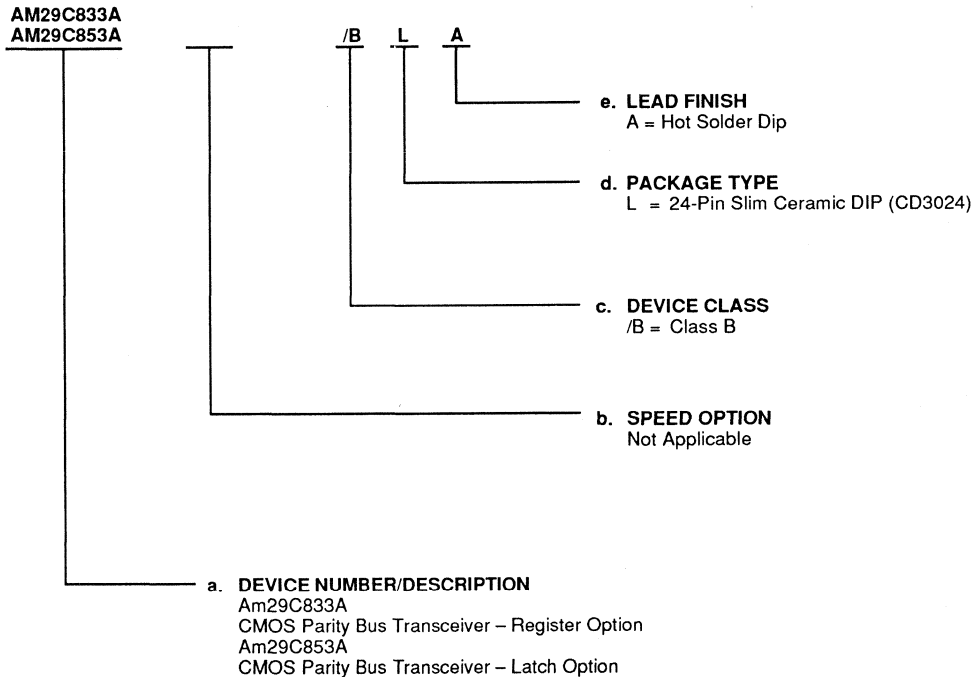 AM29C833A
AM29C853A
/B L A
e. LEAD FINISH
A = Hot Solder Dip
d. PACKAGE TYPE
L = 24-Pin Slim Ceramic DIP (CD3024)
c. DEVICE CLASS
/B = Class B
b. SPEED OPTION
Not Applicable
a. DEVICE NUMBER/DESCRIPTION
Am29C833A
CMOS Parity Bus Transceiver – Register Option
Am29C853A
CMOS Parity Bus Transceiver – Latch Option